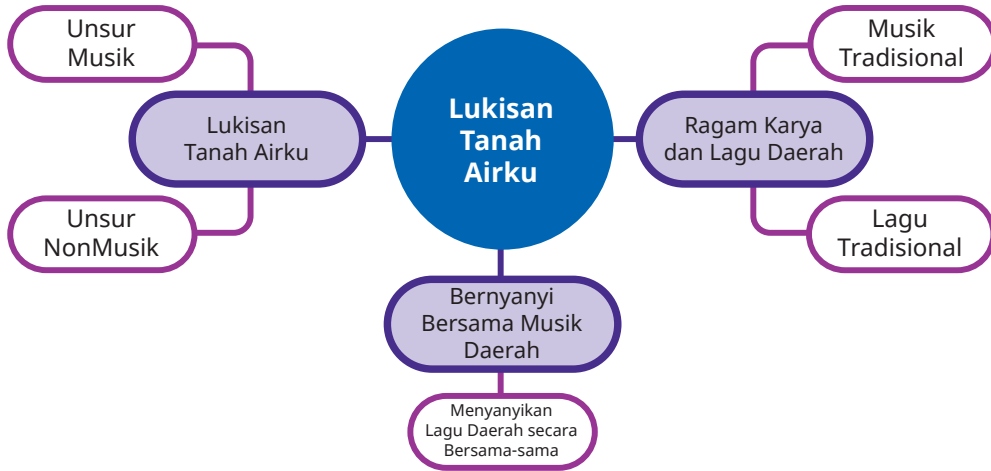 Unsur
Musik
Lukisan
Tanah Airku
Unsur
NonMusik
Lukisan
Tanah
Airku
Musik
Tradisional
Ragam Karya
dan Lagu Daerah
Lagu
Tradisional
Bernyanyi
Bersama Musik
Daerah
Menyanyikan
Lagu Daerah secara
Bersama-sama